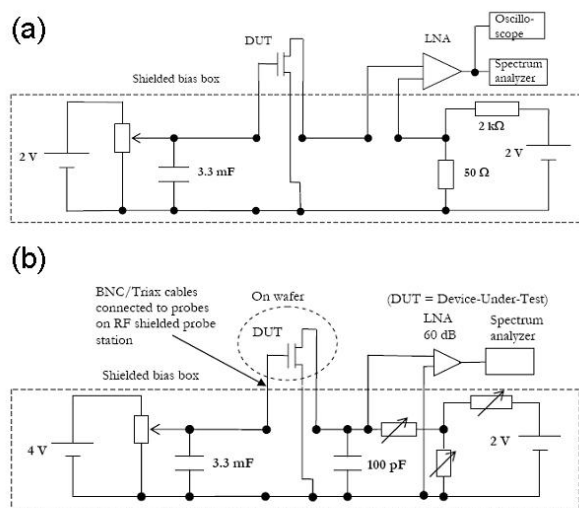 (a)
DUT
LNA
Oscillo-
scope
Spectrum
analyzer
Shielded bias box
2 V
3.3 mF
2 kΩ
50 Ω
2 V
(b)
BNC/Triax cables
connected to probes
on RF shielded probe
station
On wafer
DUT
(DUT = Device-Under-Test)
LNA
60 dB
Spectrum
analyzer
Shielded bias box
4 V
3.3 mF
100 pF
2 V